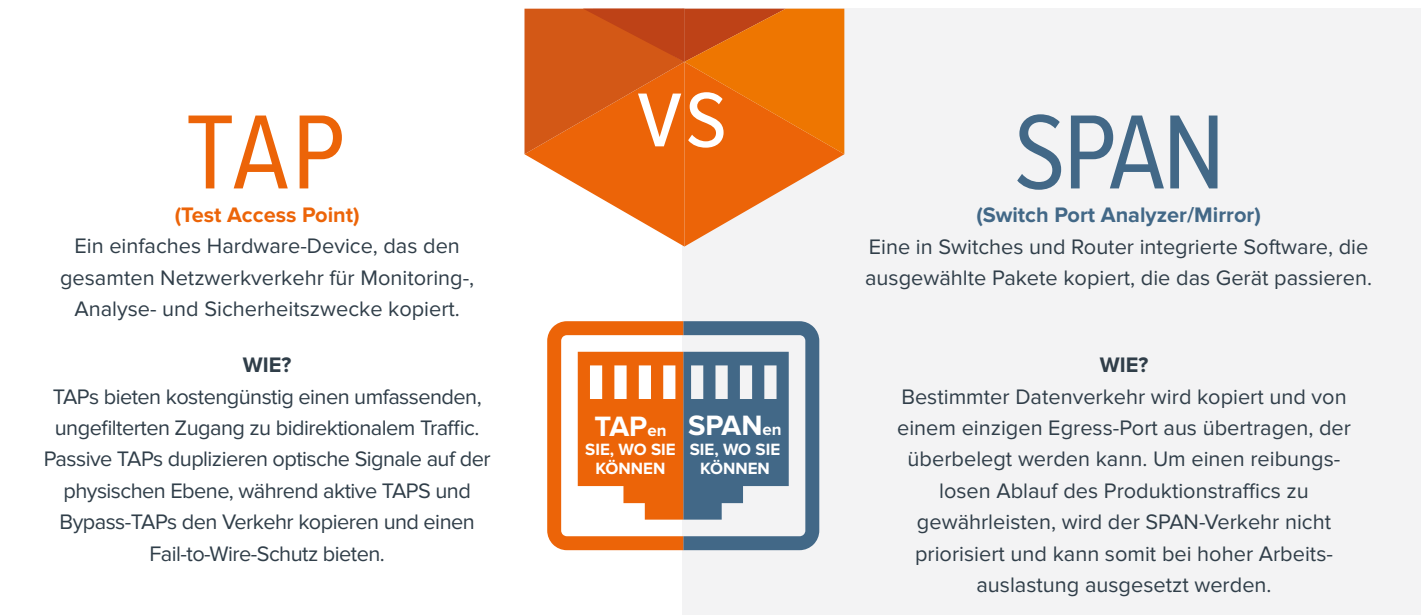 VS
TAP
(Test Access Point)
Ein einfaches Hardware-Device, das den
gesamten Netzwerkverkehr für Monitoring-,
Analyse- und Sicherheitszwecke kopiert.
WIE?
TAPs bieten kostengünstig einen umfassenden,
ungefilterten Zugang zu bidirektionalem Traffic.
Passive TAPs duplizieren optische Signale auf der
physischen Ebene, während aktive TAPS und
Bypass-TAPs den Verkehr kopieren und einen
Fail-to-Wire-Schutz bieten.
TAPen
SIE, WO SIE
KÖNNEN
SPANen
SIE, WO SIE
KÖNNEN
SPAN
(Switch Port Analyzer/Mirror)
Eine in Switches und Router integrierte Software, die
ausgewählte Pakete kopiert, die das Gerät passieren.
WIE?
Bestimmter Datenverkehr wird kopiert und von
einem einzigen Egress-Port aus übertragen, der
überbelegt werden kann. Um einen reibungs-
losen Ablauf des Produktionstraffics zu
gewährleisten, wird der SPAN-Verkehr nicht
priorisiert und kann somit bei hoher Arbeits-
auslastung ausgesetzt werden.